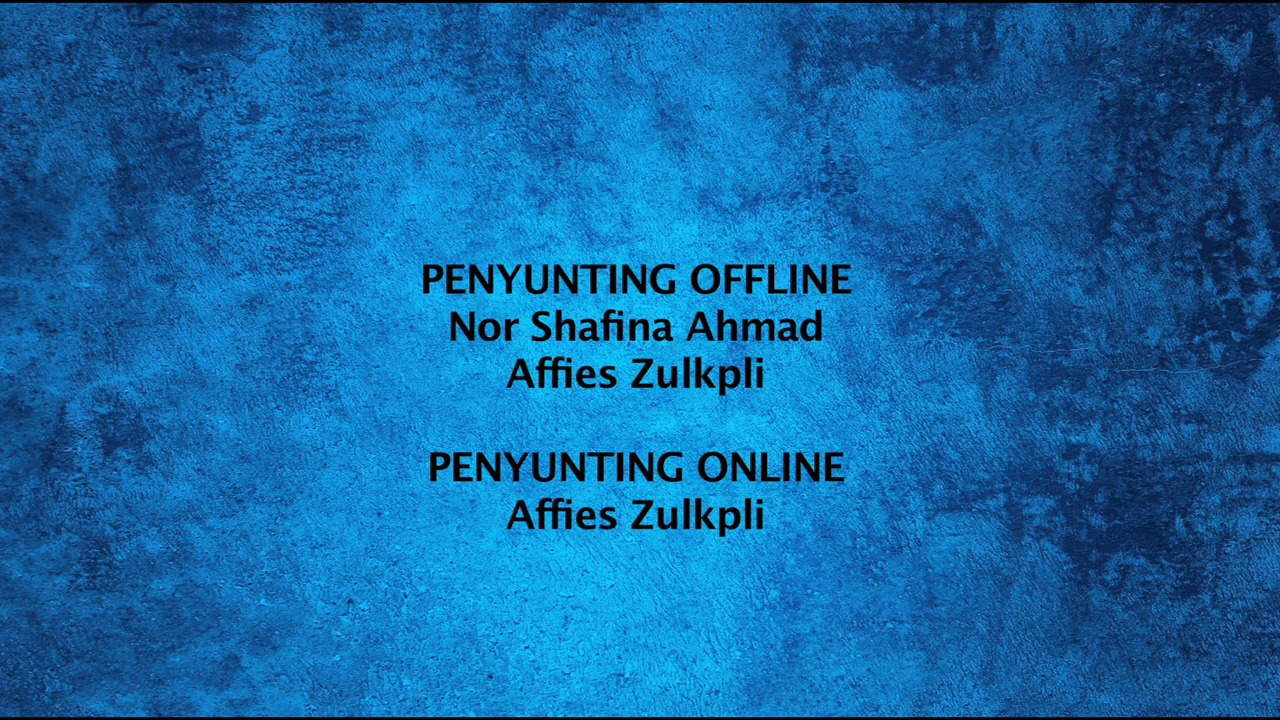 PENYUNTING OFFLINE
Nor Shafina Ahmad
Affies Zulkpli
PENYUNTING ONLINE
Affies Zulkpli